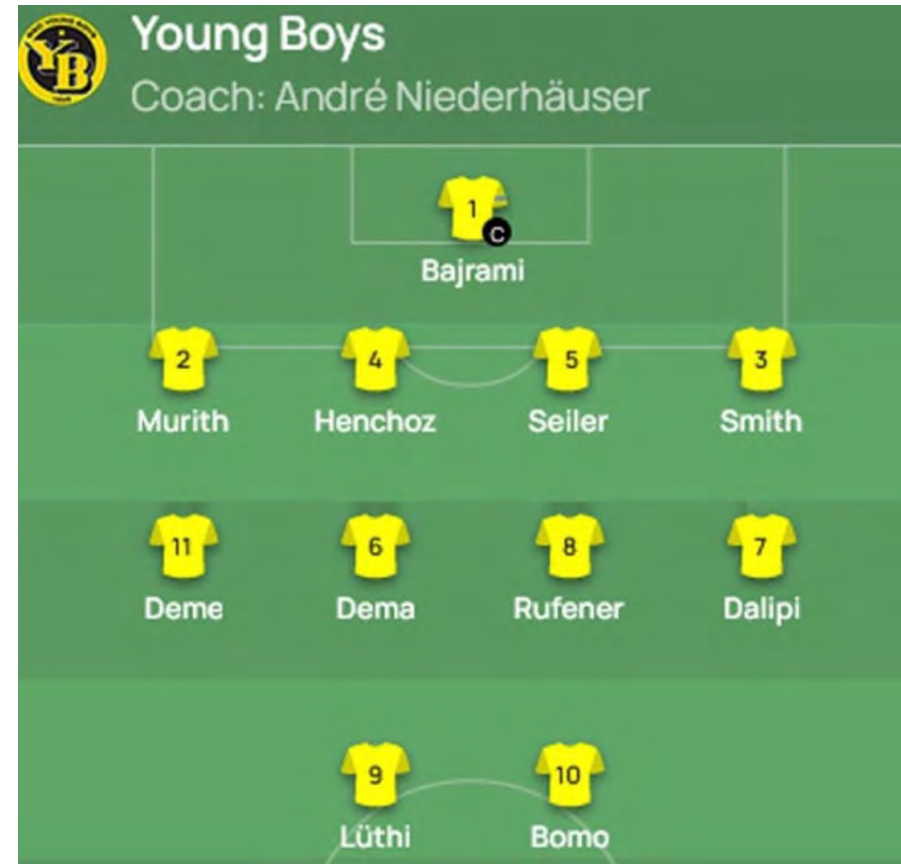 Young Boys
Coach: André Niederhäuser
YB
1
C
Bajrami
2 4 5 3
Murith Henchoz Seiler Smith
11 6 8 7
Deme Dema Rufener Dalipi
9 10
Lüthi Bomo